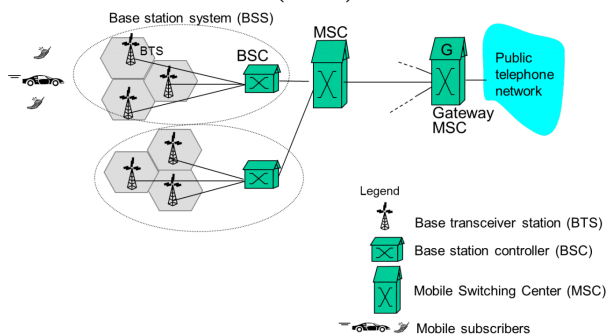 Base station system (BSS)
BTS
BSC
MSC
G
Public
telephone
network
Gateway
MSC
Legend
Base transceiver station (BTS)
Base station controller (BSC)
Mobile Switching Center (MSC)
Mobile subscribers